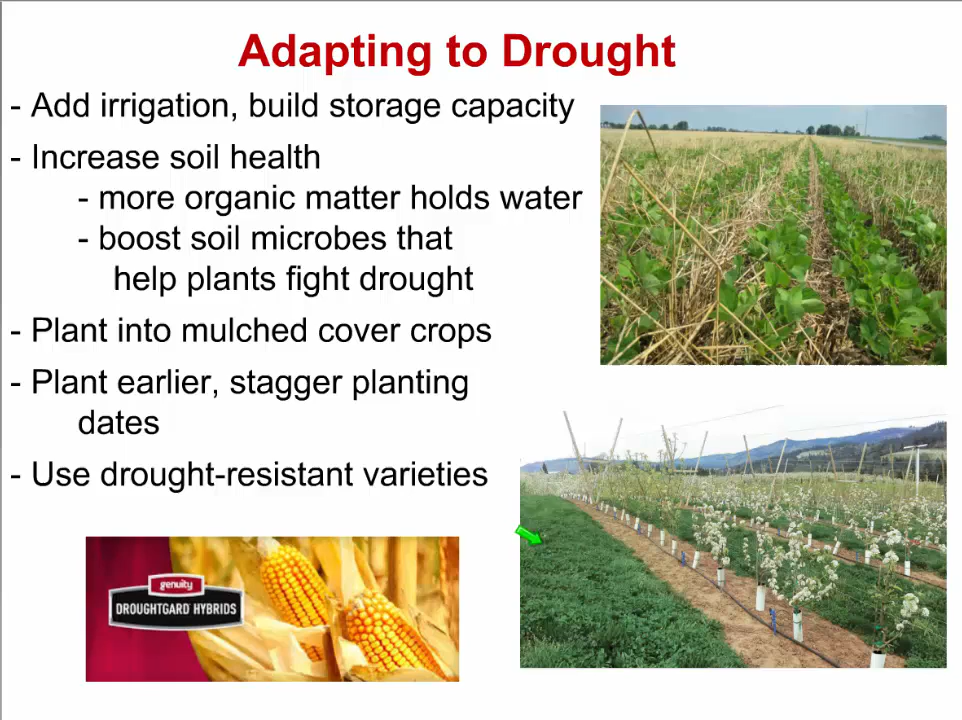 Adapting to Drought
- Add irrigation, build storage capacity
- Increase soil health
- more organic matter holds water
- boost soil microbes that
help plants fight drought
- Plant into mulched cover crops
- Plant earlier, stagger planting
dates
- Use drought-resistant varieties
genuity
DROUGHTGARD HYBRIDS